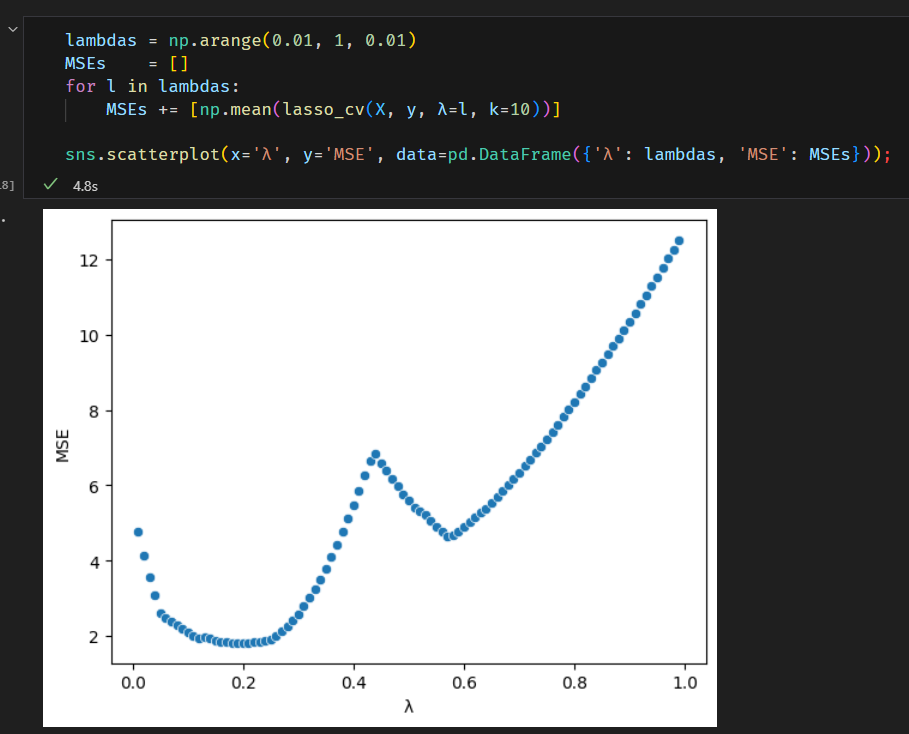 lambdas = np.arange(0.01, 1, 0.01)
MSEs    = []
for l in lambdas:
    MSEs += [np.mean(lasso_cv(X, y, λ=l, k=10))]
sns.scatterplot(x='λ', y='MSE', data=pd.DataFrame({'λ': lambdas, 'MSE': MSEs}));
8]
4.8s
12
10
8
6
4
2
MSE
0.0 0.2 0.4 0.6 0.8 1.0
λ